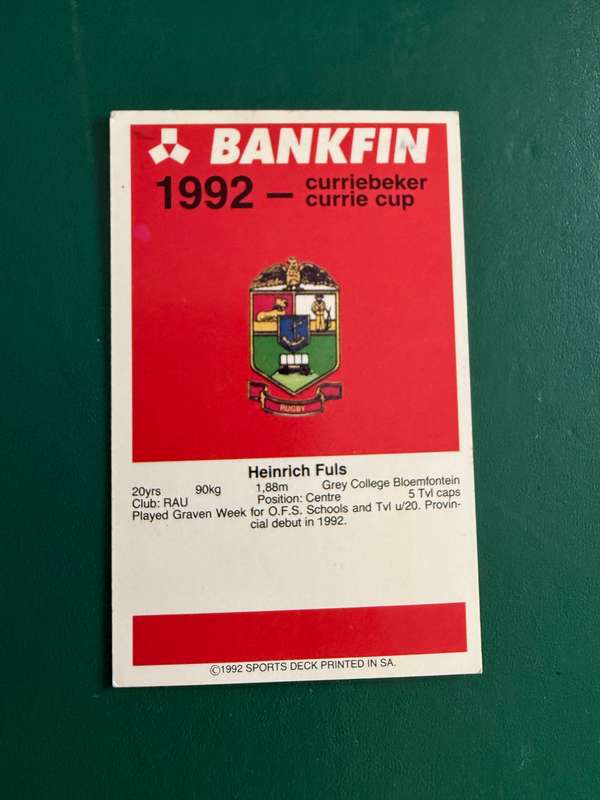 BANKFIN
1992 – curriebeker
currie cup
RUGBY
Heinrich Fuls
20yrs 90kg 1,88m Grey College Bloemfontein
Club: RAU Position: Centre 5 Tvl caps
Played Graven Week for O.F.S. Schools and Tvl u/20. Provin-
cial debut in 1992.
©1992 SPORTS DECK PRINTED IN SA.